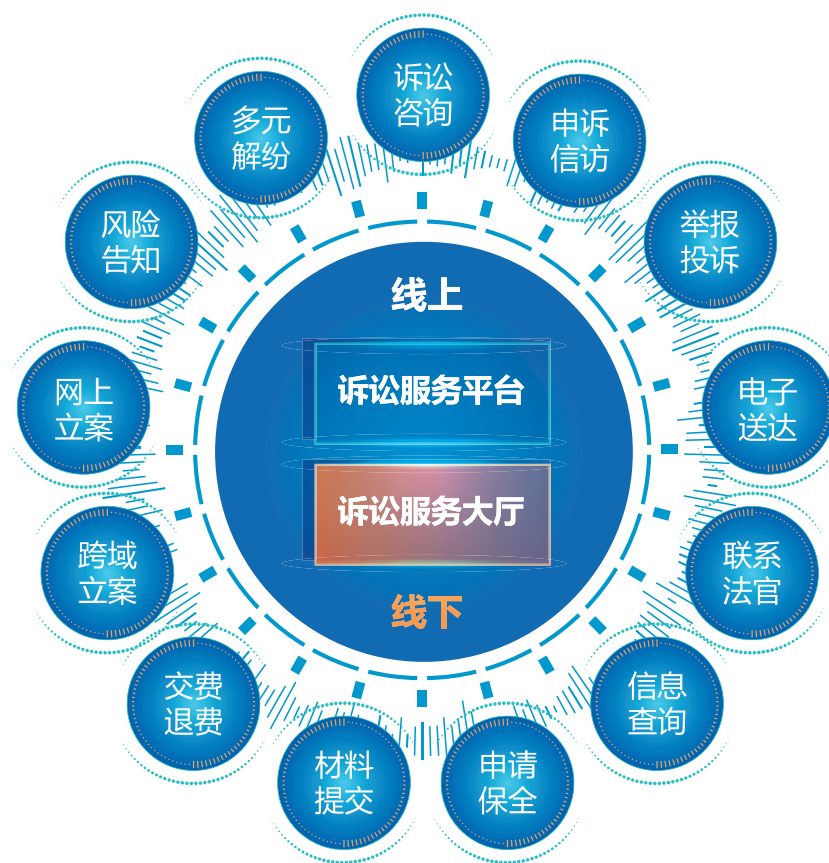 诉讼
咨询
申诉
信访
举报
投诉
电子
送达
联系
法官
信息
查询
申请
保全
材料
提交
交费
退费
跨域
立案
网上
立案
风险
告知
多元
解纷
线上
诉讼服务平台
诉讼服务大厅
线下